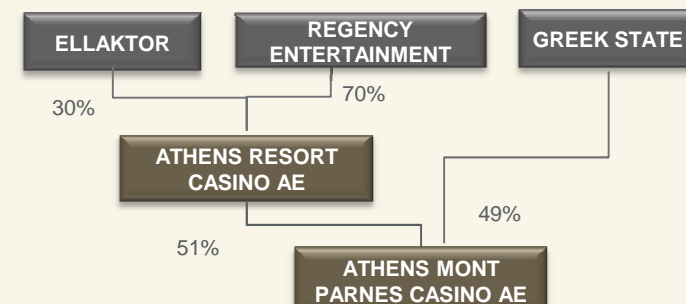 ELLAKTOR
REGENCY
ENTERTAINMENT
GREEK STATE
30%
70%
ATHENS RESORT
CASINO AE
49%
51%
ATHENS MONT
PARNES CASINO AE